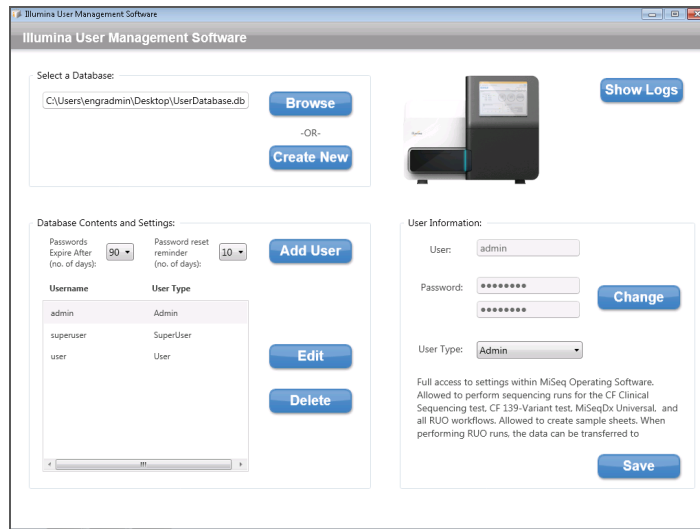 Illumina User Management Software
Illumina User Management Software
Select a Database:
C:\Users\engradmin\Desktop\UserDatabase.db
Browse
-OR-
Create New
Show Logs
Database Contents and Settings:
Passwords
Expire After
(no. of days):
90
Password reset
reminder
(no. of days):
10
Add User
Username User Type
admin Admin
superuser SuperUser
user User
Edit
Delete
User Information:
User: admin
Password: ●●●●●●●●
●●●●●●●●
Change
User Type: Admin
Full access to settings within MiSeq Operating Software.
Allowed to perform sequencing runs for the CF Clinical
Sequencing test, CF 139-Variant test, MiSeqDx Universal, and
all RUO workflows. Allowed to create sample sheets. When
performing RUO runs, the data can be transferred to
Save